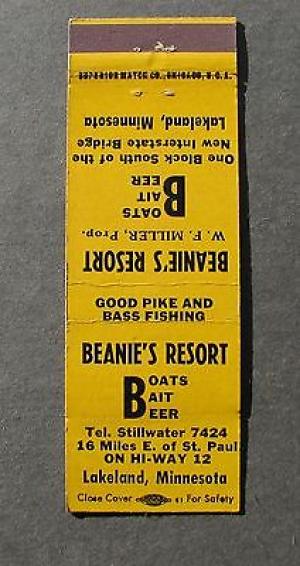 Lakeland, Minnesota
New Interstate Bridge
One Block South of the
BOATS
BAIT
BEER
W. F. MILLER, Prop.
BEANIE'S RESORT
GOOD PIKE AND
BASS FISHING
BEANIE'S RESORT
BOATS
BAIT
BEER
Tel. Stillwater 7424
16 Miles E. of St. Paul
ON HI-WAY 12
Lakeland, Minnesota
Close Cover For Safety